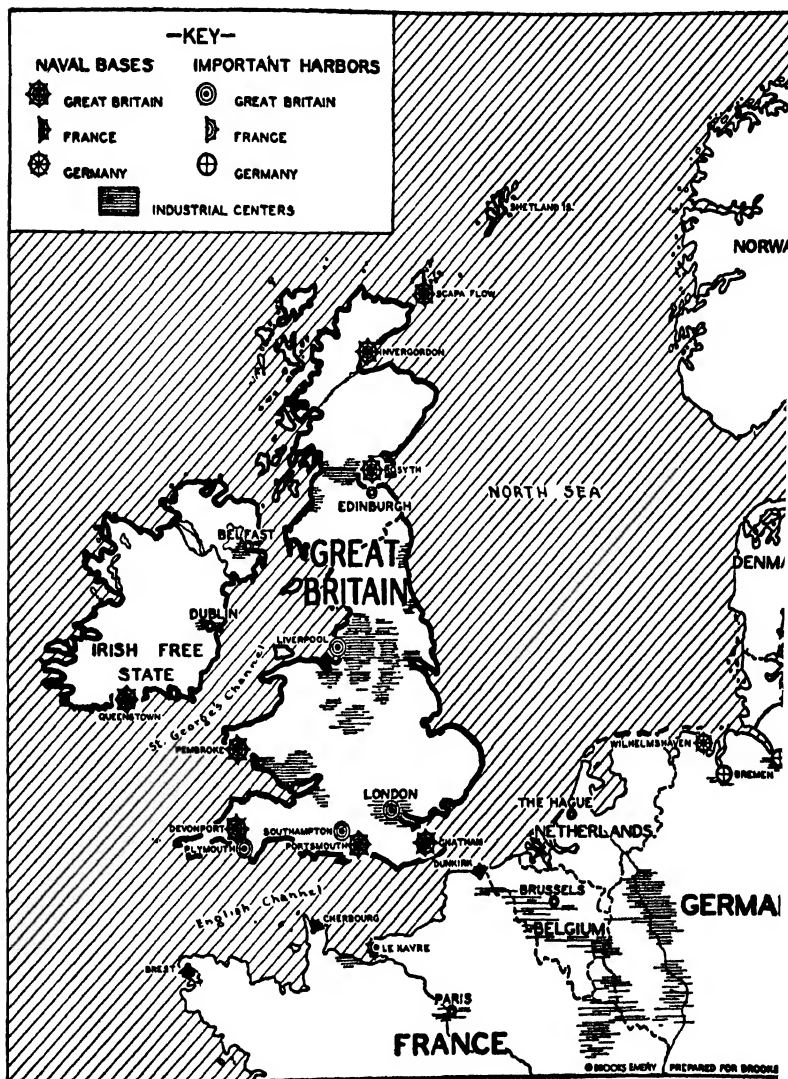 —KEY—
NAVAL BASES
GREAT BRITAIN
FRANCE
GERMANY
IMPORTANT HARBORS
GREAT BRITAIN
FRANCE
GERMANY
INDUSTRIAL CENTERS
SHETLAND IS.
NORWA
SCAPA FLOW
INVERGORDON
NORTH SEA
EDINBURGH
BELFAST
GREAT
BRITAIN
DENMA
DUBLIN
IRISH FREE
STATE
LIVERPOOL
QUEENSTOWN
St. George's Channel
PEMBROKE
WILHELMSHAVEN
BREMEN
LONDON
THE HAGUE
NETHERLANDS
DEVONPORT
SOUTHAMPTON
PLYMOUTH
PORTSMOUTH
CHATHAM
DUNKIRK
BRUSSELS
BELGIUM
GERMA
English Channel
CHERBOURG
LE HAVRE
BREST
PARIS
FRANCE
© BROOKS EMENY PREPARED FOR BROOKS